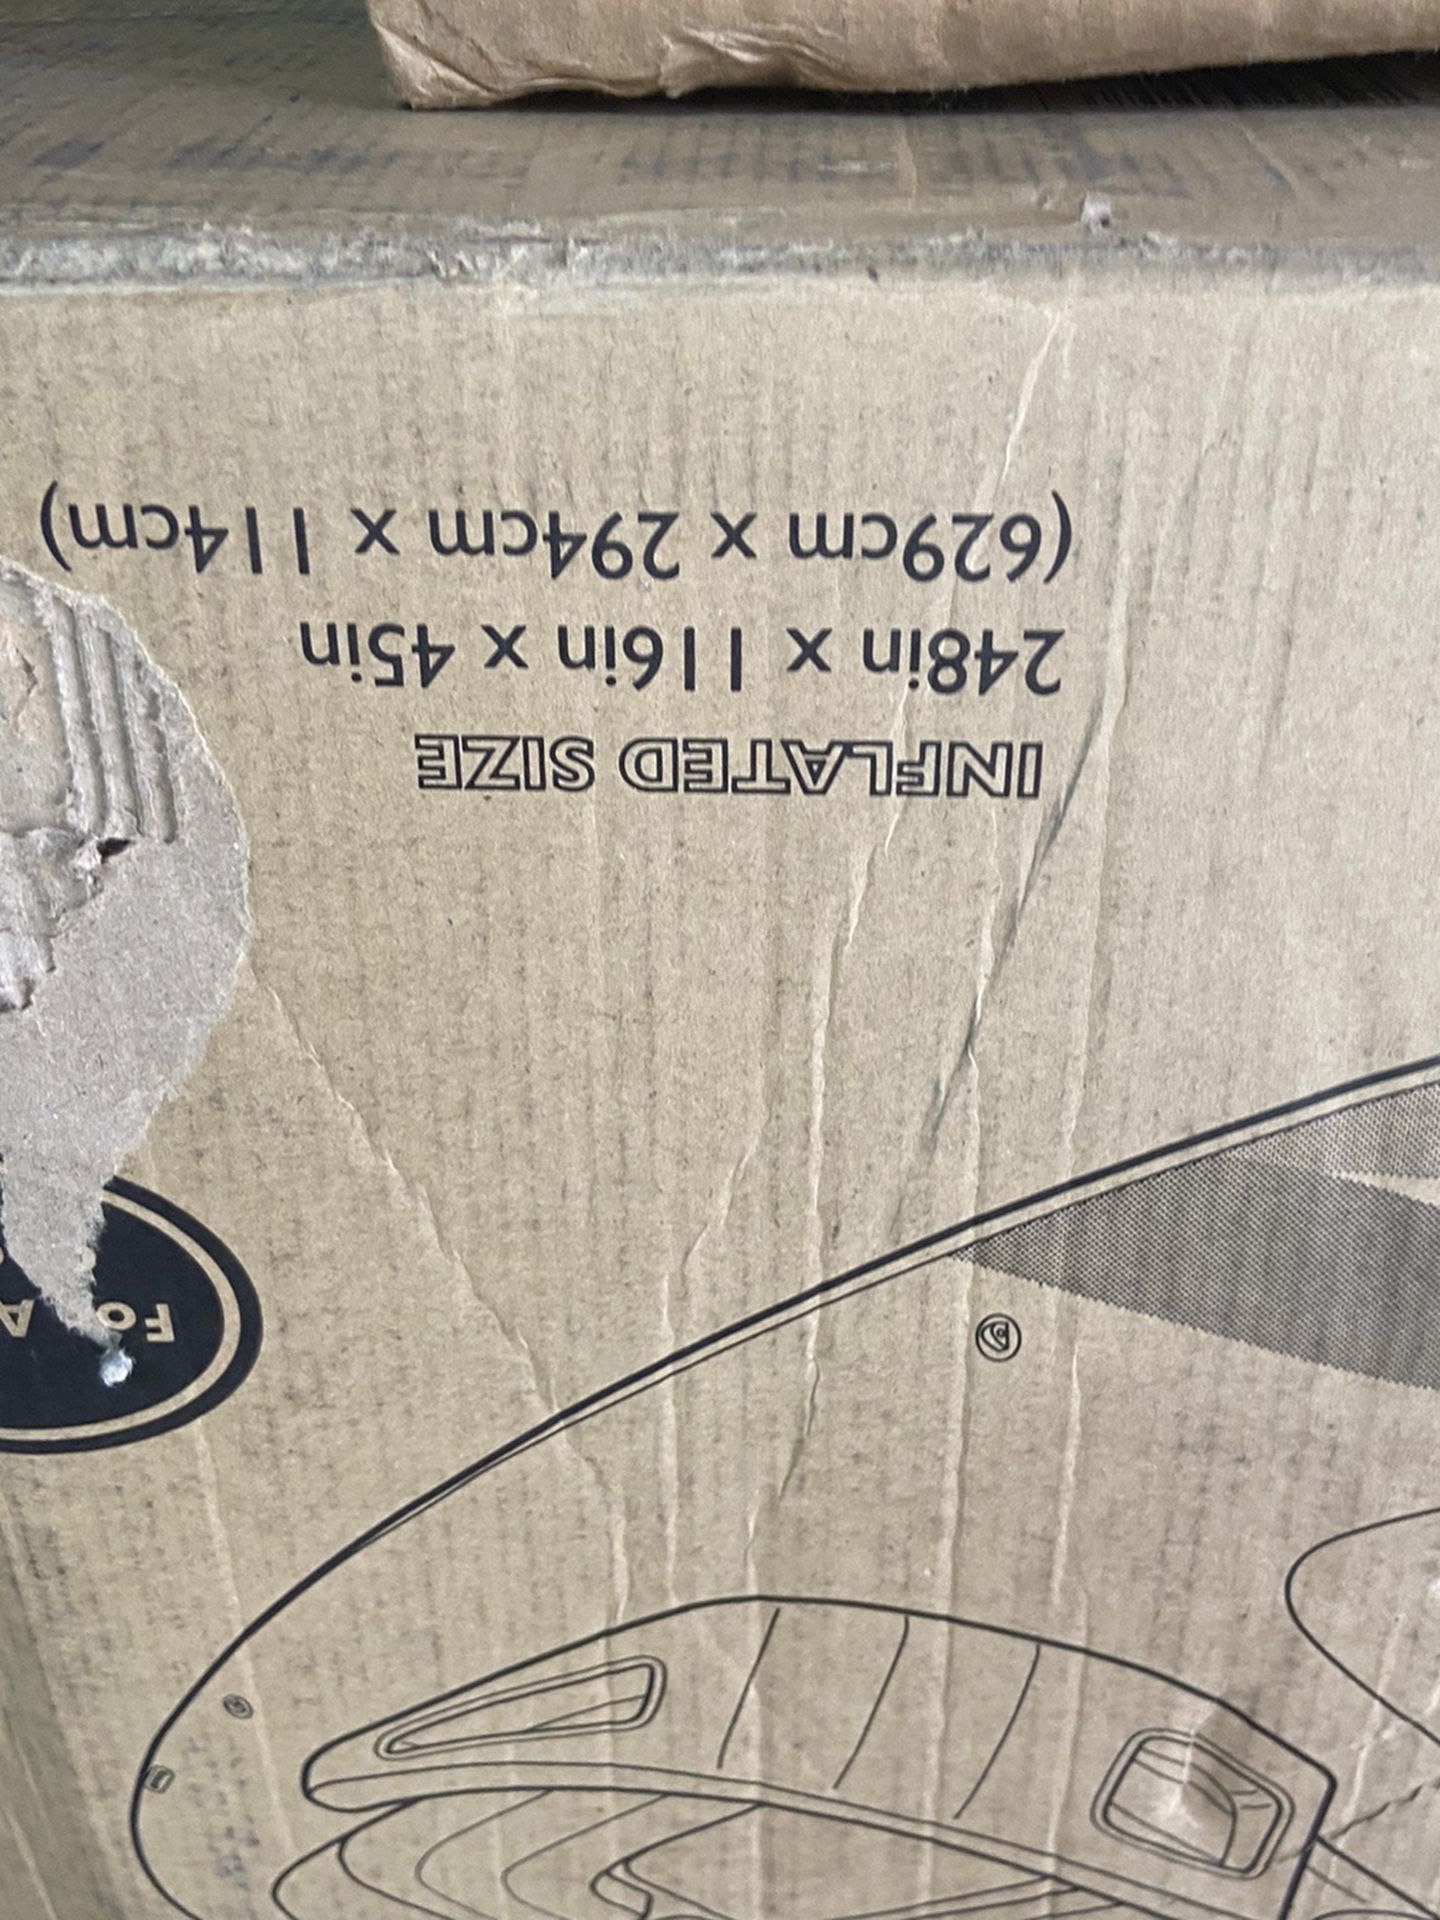 INFLATED SIZE
248in x 116in x 45in
(629cm x 294cm x 114cm)